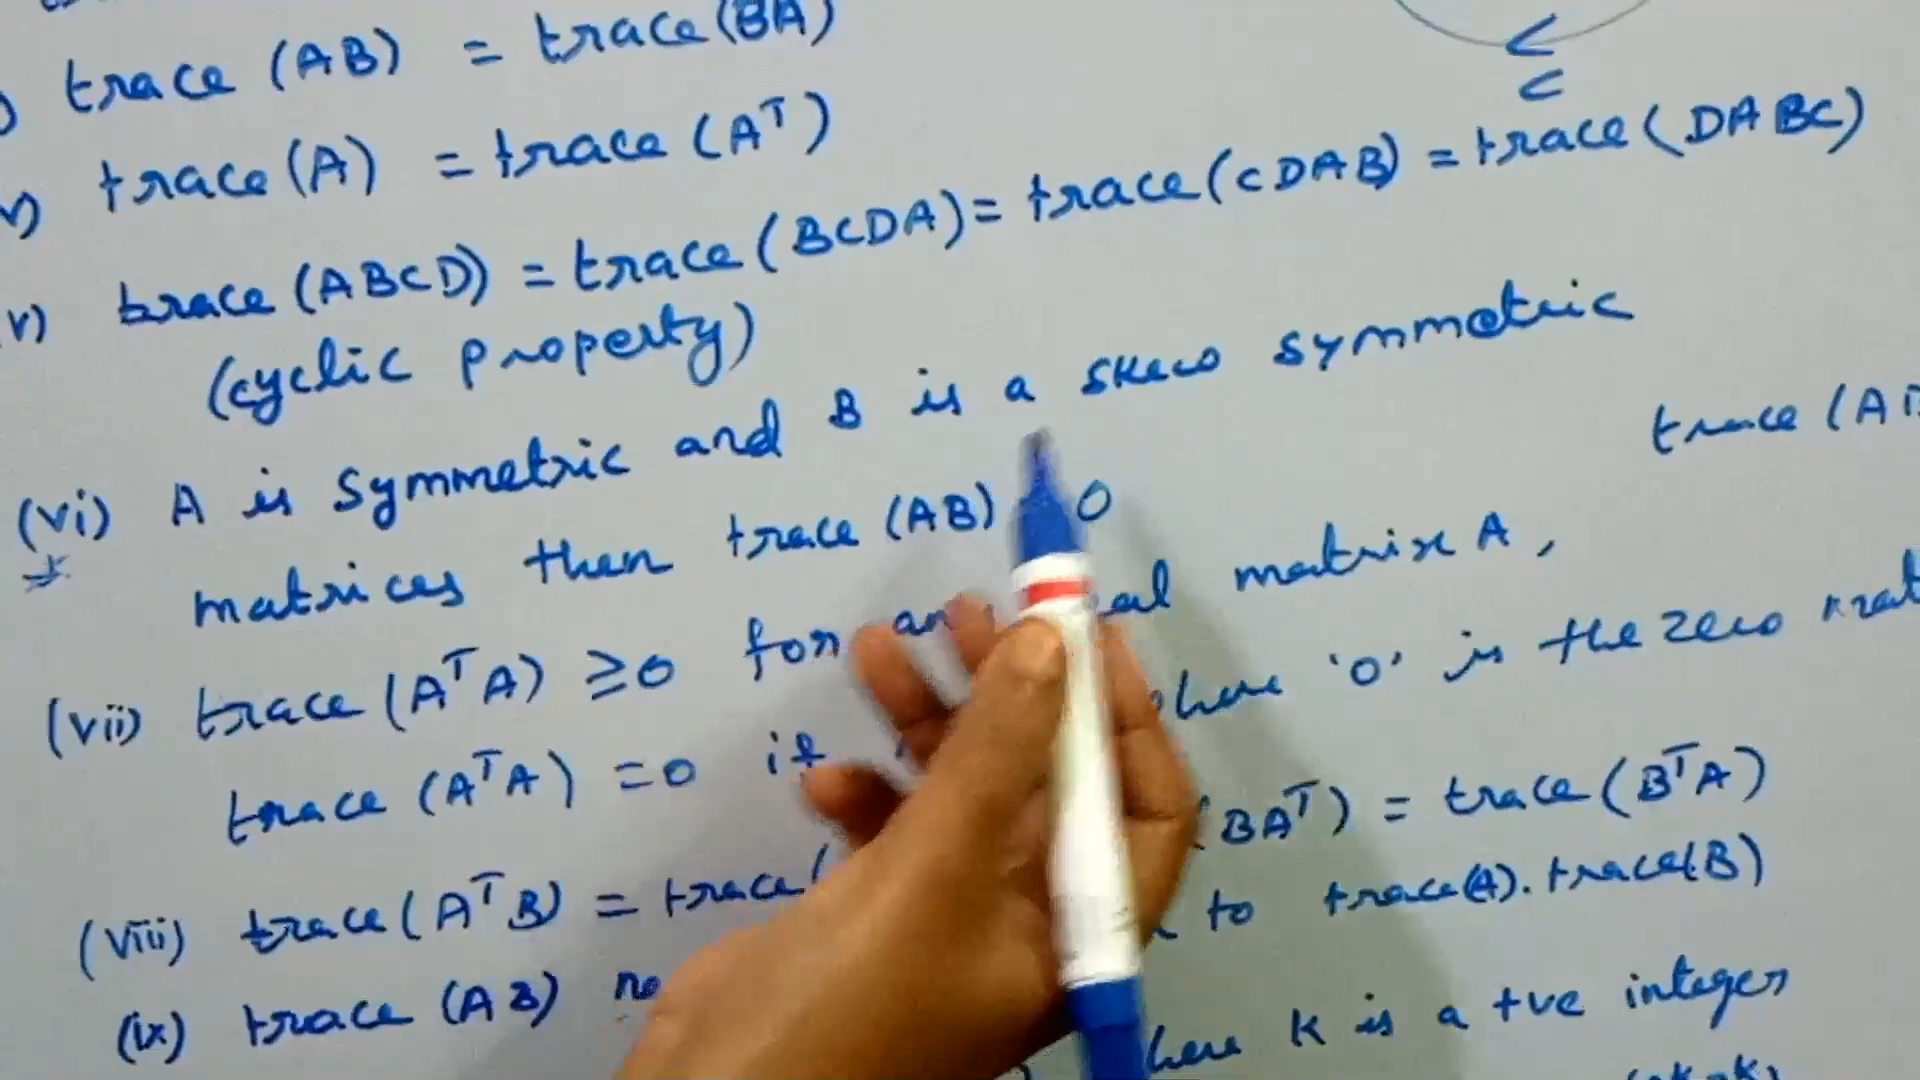 trace (AB) = trace(BA)
v) trace(A) = trace (Aᵀ)
v) trace (ABCD) = trace (BCDA) = trace(CDAB) = trace(DABC)
(cyclic property)
(vi) A is symmetric and B is a skew symmetric
matrices then trace (AB) 0
trace (A
(vii) trace (AᵀA) ≥0 for matrix A,
trace (AᵀA) =0 if here 'O' is the zero
(viii) trace (AᵀB) = trace( (BAᵀ) = trace (BᵀA)
(ix) trace (AB) to trace(A). trace(B)
here K is a +ve integer